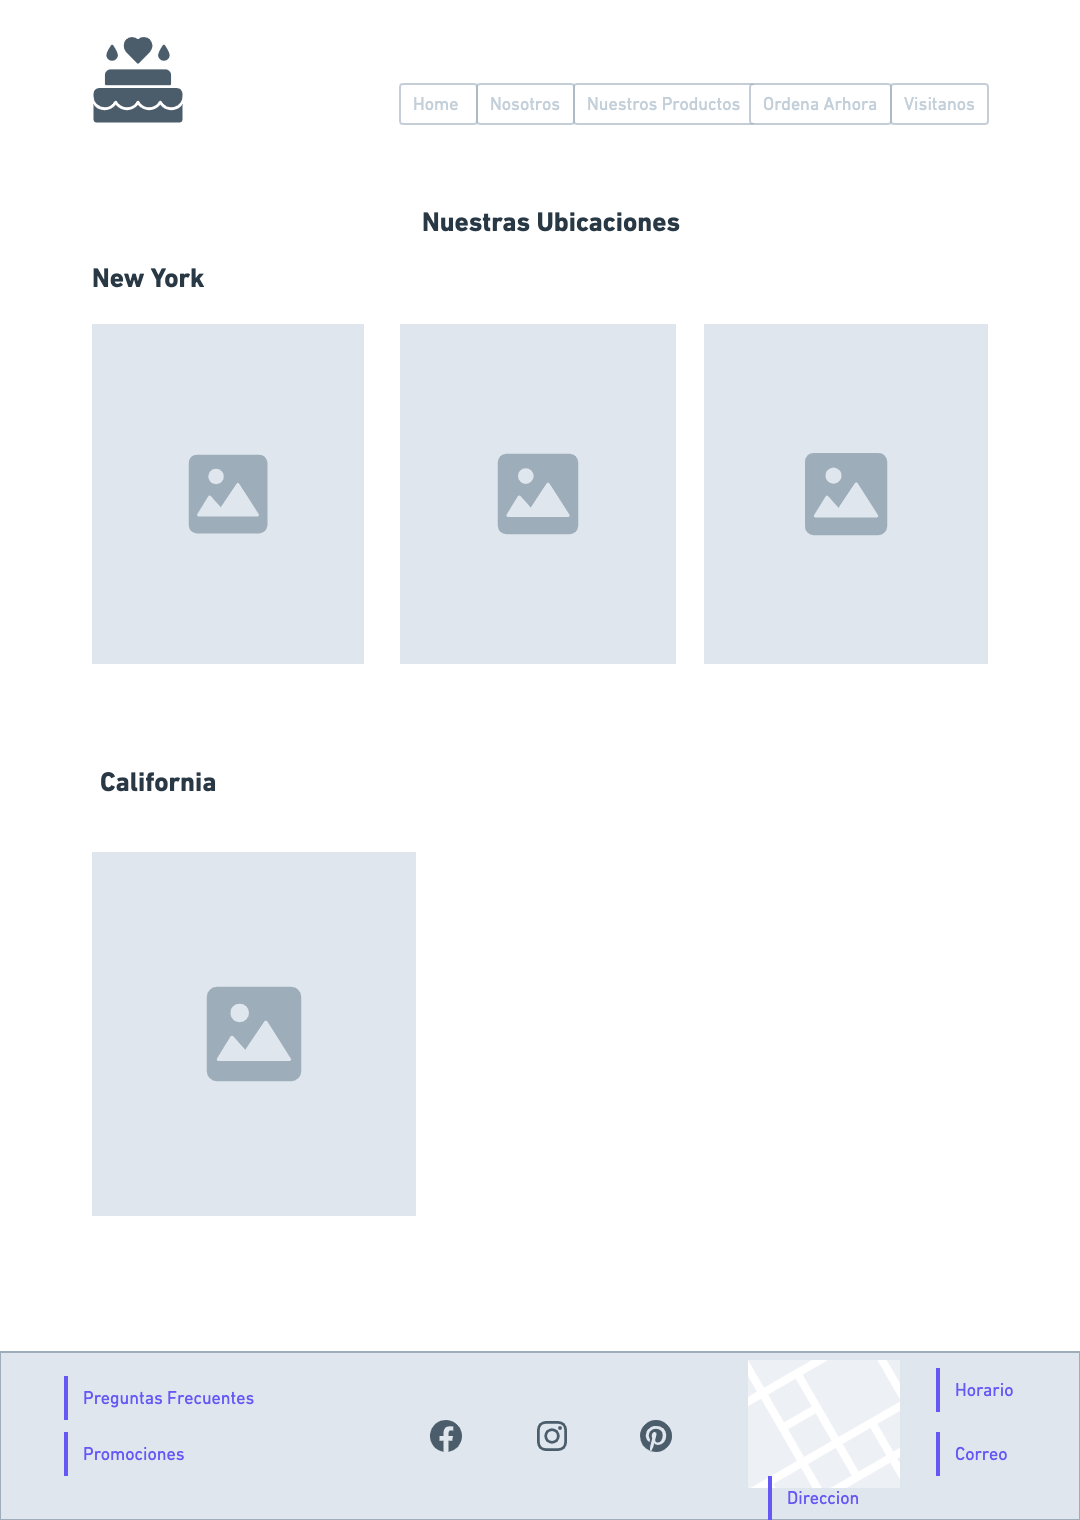 Home
Nosotros
Nuestros Productos
Ordena Arhora
Visitanos
Nuestras Ubicaciones
New York
California
Preguntas Frecuentes
Promociones
Direccion
Horario
Correo